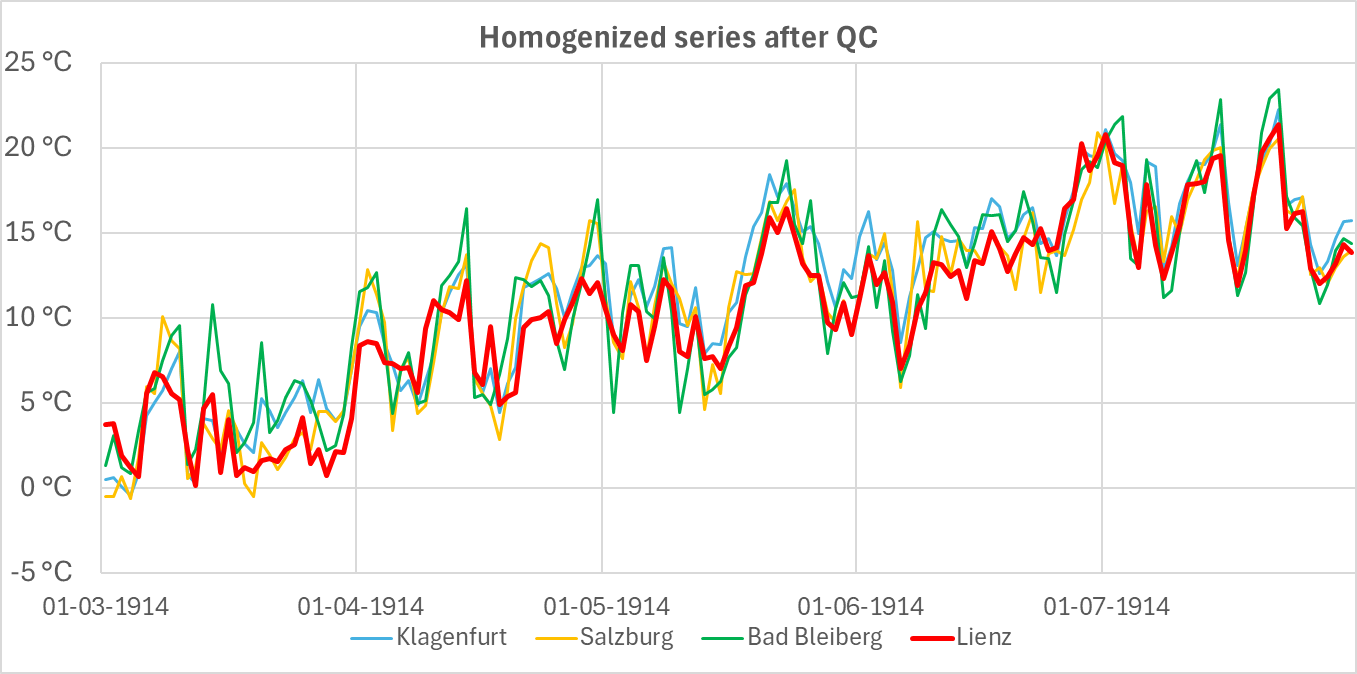 Homogenized series after QC
25 °C
20 °C
15 °C
10 °C
5 °C
0 °C
-5 °C
01-03-1914 01-04-1914 01-05-1914 01-06-1914 01-07-1914
Klagenfurt Salzburg Bad Bleiberg Lienz